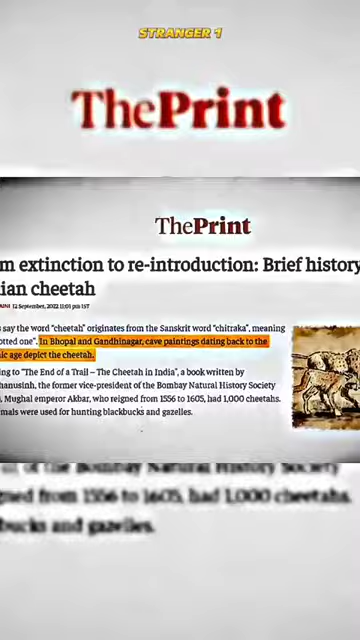 STRANGER 1
ThePrint
ThePrint
m extinction to re-introduction: Brief history
ian cheetah
AINI 12 September, 2022 11:01 pm IST
s say the word "cheetah" originates from the Sanskrit word "chitraka", meaning
otted one". In Bhopal and Gandhinagar, cave paintings dating back to the
ic age depict the cheetah.
ing to "The End of a Trail – The Cheetah in India", a book written by
hanusinh, the former vice-president of the Bombay Natural History Society
, Mughal emperor Akbar, who reigned from 1556 to 1605, had 1,000 cheetahs.
mals were used for hunting blackbucks and gazelles.
of the Bombay Natural History Society
gned from 1556 to 1605, had 1,000 cheetahs.
bucks and gazelles.